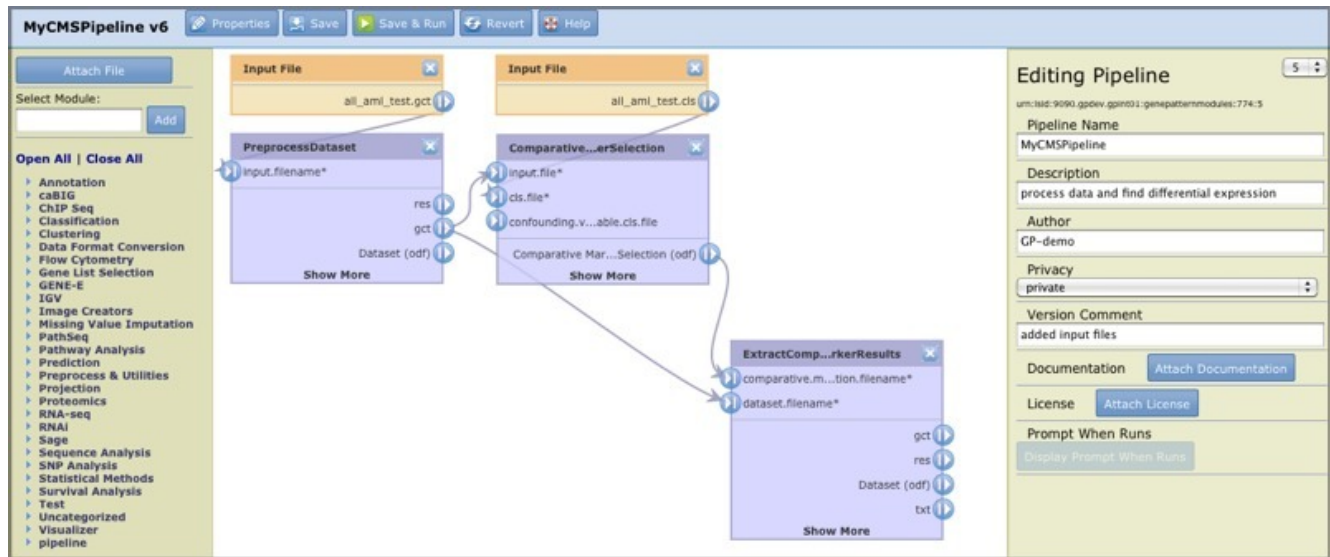 MyCMSPipeline v6
Properties
Save
Save & Run
Revert
Help
Attach File
Select Module:
Add
Open All | Close All
Annotation
caBIG
ChIP Seq
Classification
Clustering
Data Format Conversion
Flow Cytometry
Gene List Selection
GENE-E
IGV
Image Creators
Missing Value Imputation
PathSeq
Pathway Analysis
Prediction
Preprocess & Utilities
Projection
Proteomics
RNA-seq
RNAi
Sage
Sequence Analysis
SNP Analysis
Statistical Methods
Survival Analysis
Test
Uncategorized
Visualizer
pipeline
Input File
all_aml_test.gct
Input File
all_aml_test.cls
PreprocessDataset
input.filename*
res
gct
Dataset (odf)
Show More
Comparative...erSelection
input.file*
cls.file*
confounding.v...able.cls.file
Comparative Mar...Selection (odf)
Show More
ExtractComp...rkerResults
comparative.m...tion.filename*
dataset.filename*
gct
res
Dataset (odf)
txt
Show More
Editing Pipeline
5
urn:lsid:9090.gpdev.gpint01:genepatternmodules:774:5
Pipeline Name
MyCMSPipeline
Description
process data and find differential expression
Author
GP-demo
Privacy
private
Version Comment
added input files
Documentation
Attach Documentation
License
Attach License
Prompt When Runs
Display Prompt When Runs